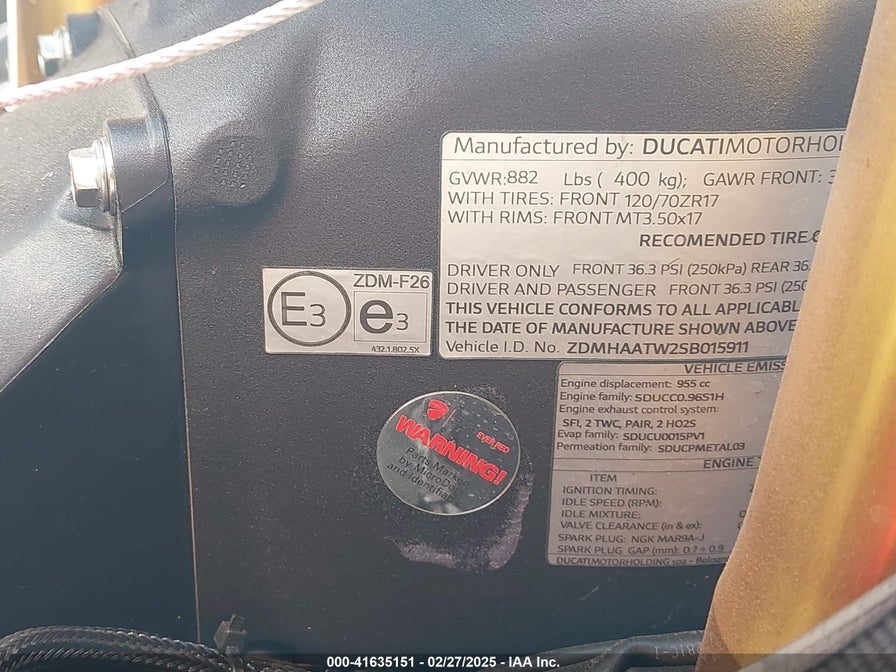 Manufactured by: DUCATIMOTORHOL
GVWR:882 Lbs ( 400 kg); GAWR FRONT: 3
WITH TIRES: FRONT 120/70ZR17
WITH RIMS: FRONT MT3.50x17
RECOMENDED TIRE
DRIVER ONLY FRONT 36.3 PSI (250kPa) REAR 36.
DRIVER AND PASSENGER FRONT 36.3 PSI (250
THIS VEHICLE CONFORMS TO ALL APPLICABL
THE DATE OF MANUFACTURE SHOWN ABOVE
Vehicle I.D. No. ZDMHAATW2SB015911
ZDM-F26
E3 e3
432.1.802.5X
VEHICLE EMISS
Engine displacement: 955 cc
Engine family: SDUCC0.9651H
Engine exhaust control system:
SFI, 2 TWC, PAIR, 2 HO2S
Evap family: SDUCU0015PV1
Permeation family: SDUCPMETAL03
ENGINE
ITEM
IGNITION TIMING:
IDLE SPEED (RPM):
IDLE MIXTURE:
VALVE CLEARANCE (in & ex):
SPARK PLUG: NGK MAR9A-J
SPARK PLUG GAP (mm): 0.7 ÷ 0.9
DUCATIMOTORHOLDING spa - Bologn
EVER RED
WARNING!
Parts Marked
by MicroDot
and Identifia
000-41635151 - 02/27/2025 - IAA Inc.